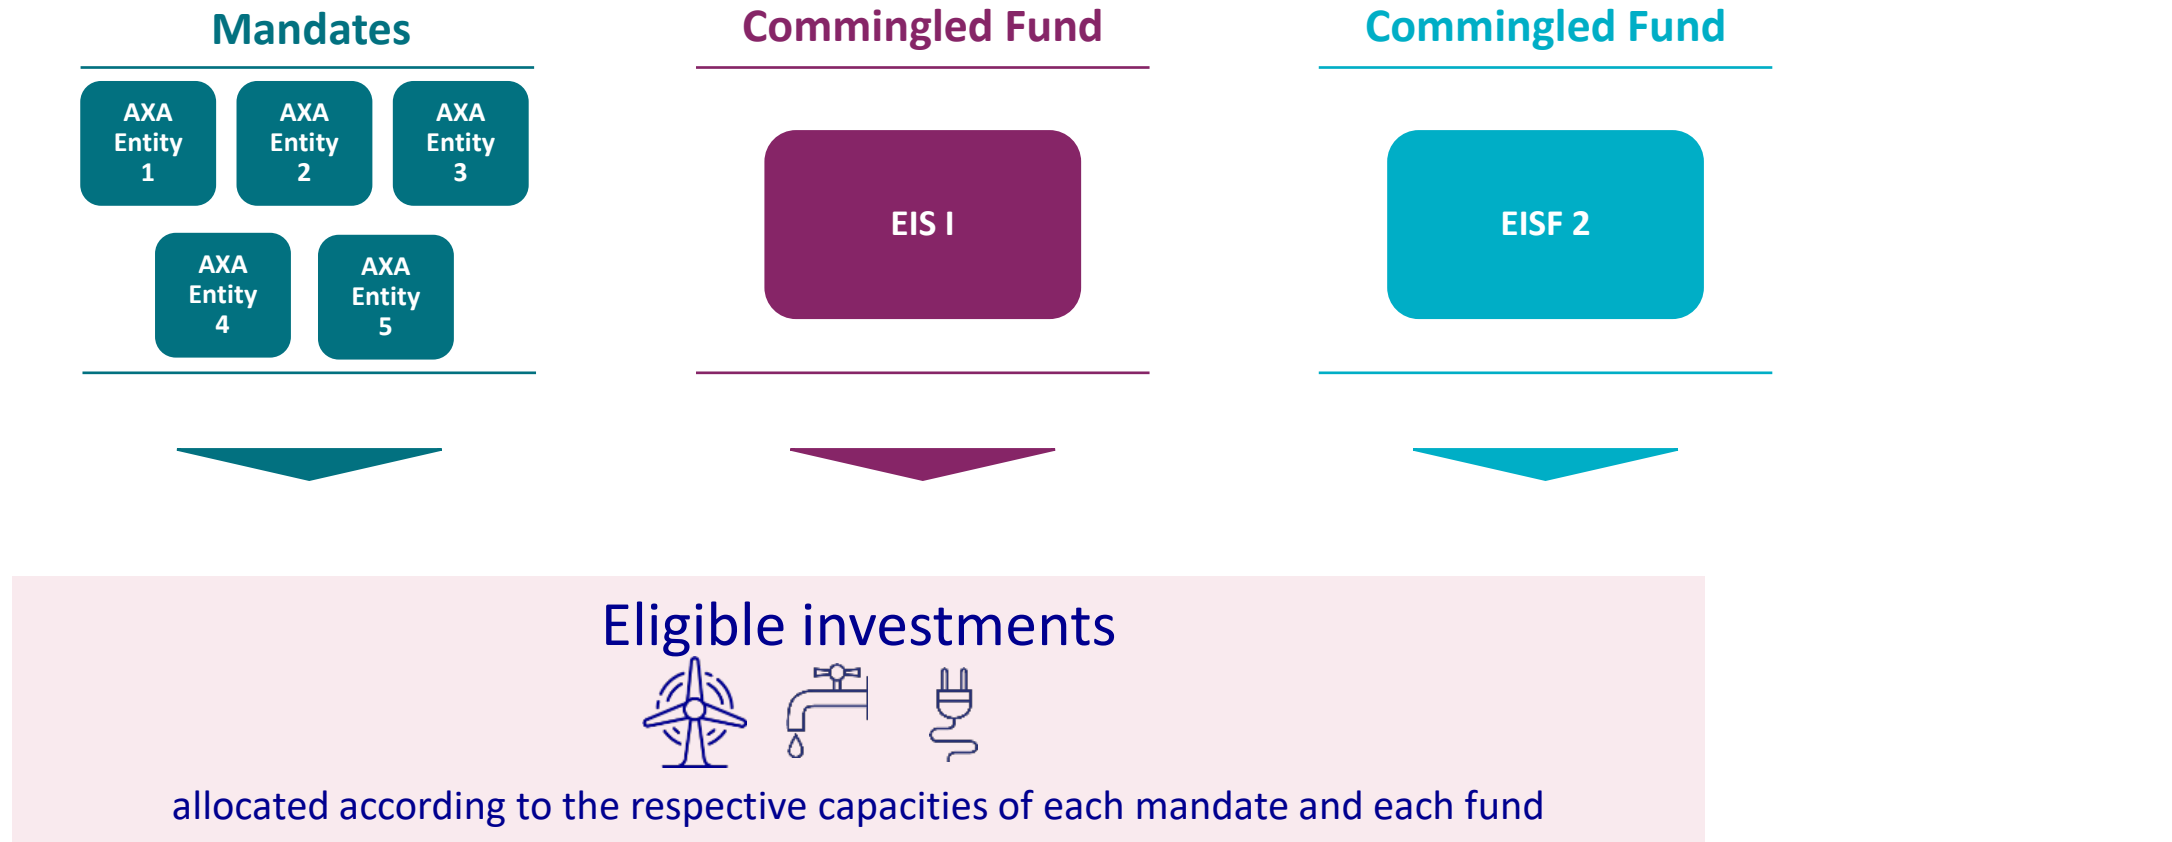 Mandates
AXA
Entity
1
AXA
Entity
2
AXA
Entity
3
AXA
Entity
4
AXA
Entity
5
Commingled Fund
EIS I
Commingled Fund
EISF 2
Eligible investments
allocated according to the respective capacities of each mandate and each fund